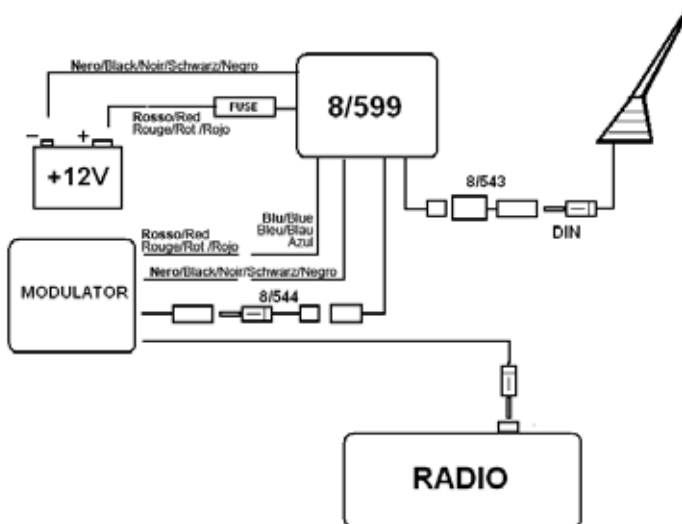 Nero/Black/Noir/Schwarz/Negro
8/599
FUSE
Rosso/Red
Rouge/Rot /Rojo
- +
+12V
8/543
DIN
Blu/Blue
Bleu/Blau
Azul
Rosso/Red
Rouge/Rot /Rojo
Nero/Black/Noir/Schwarz/Negro
MODULATOR
8/544
RADIO